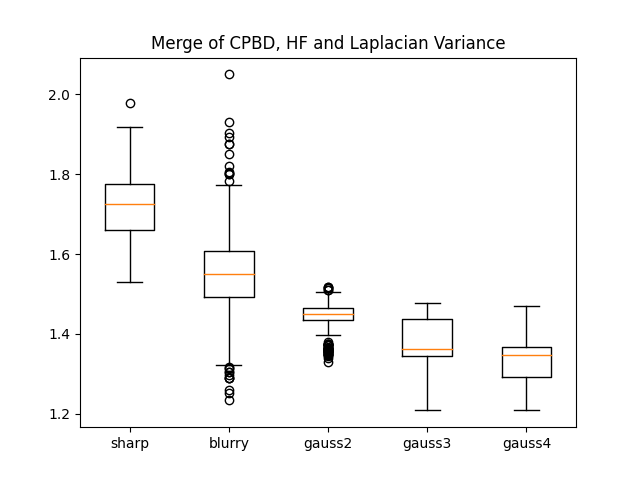 Merge of CPBD, HF and Laplacian Variance
2.0
1.8
1.6
1.4
1.2
sharp blurry gauss2 gauss3 gauss4